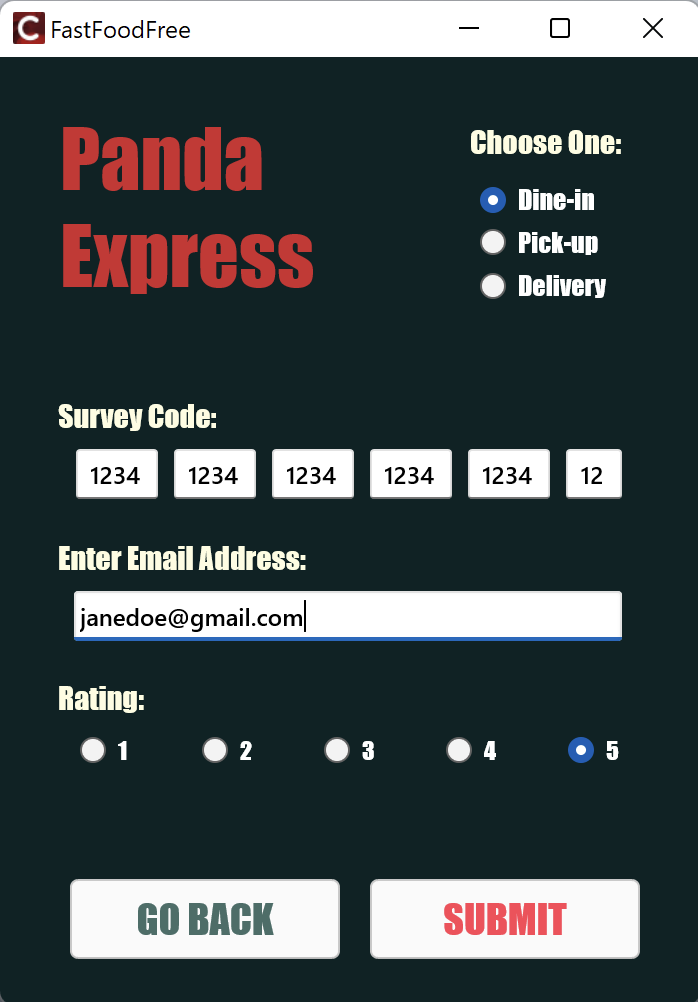 C FastFoodFree
Panda
Express
Choose One:
Dine-in
Pick-up
Delivery
Survey Code:
1234 1234 1234 1234 1234 12
Enter Email Address:
janedoe@gmail.com
Rating:
1 2 3 4 5
GO BACK SUBMIT